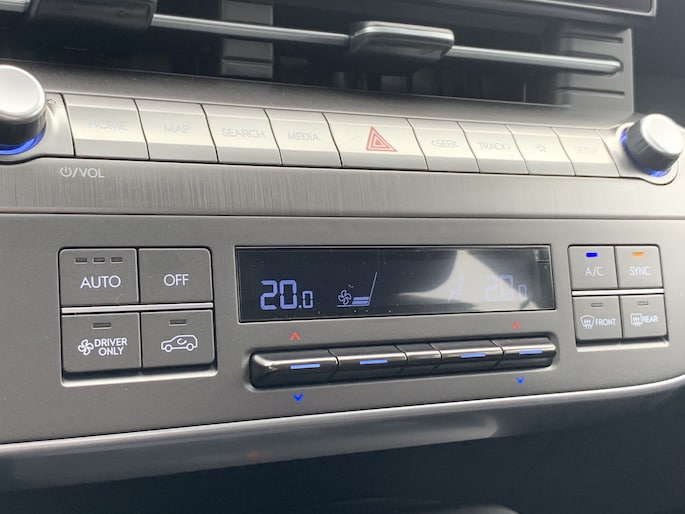 HOME MAP SEARCH MEDIA <SEEK TRACK> ☆ SETUP
⏻/VOL
AUTO OFF
20.0 20.0
A/C SYNC
DRIVER ONLY
FRONT REAR